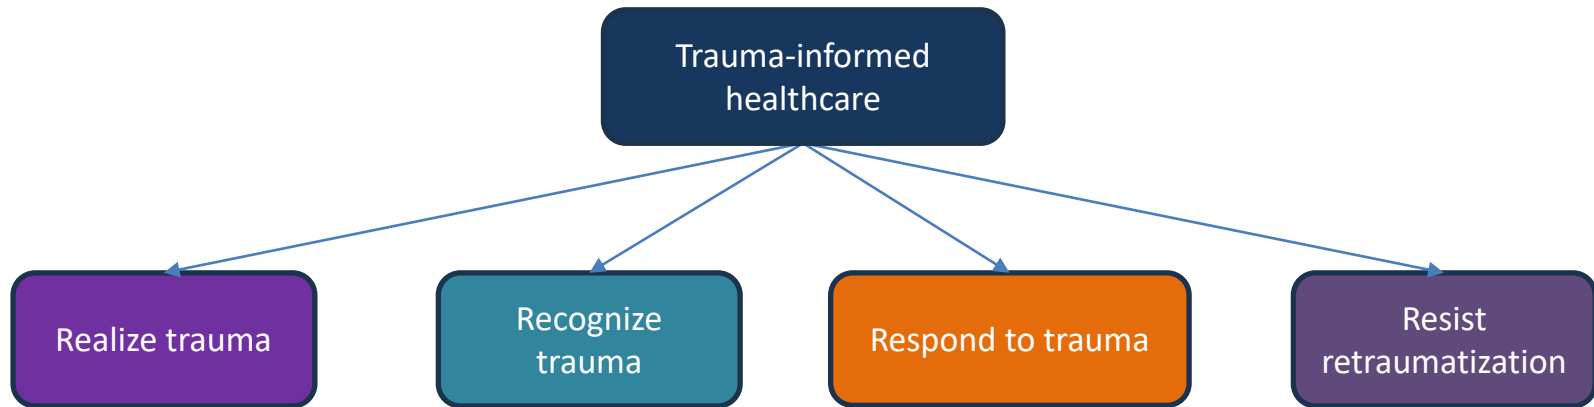 Trauma-informed
healthcare
Realize trauma
Recognize
trauma
Respond to trauma
Resist
retraumatization